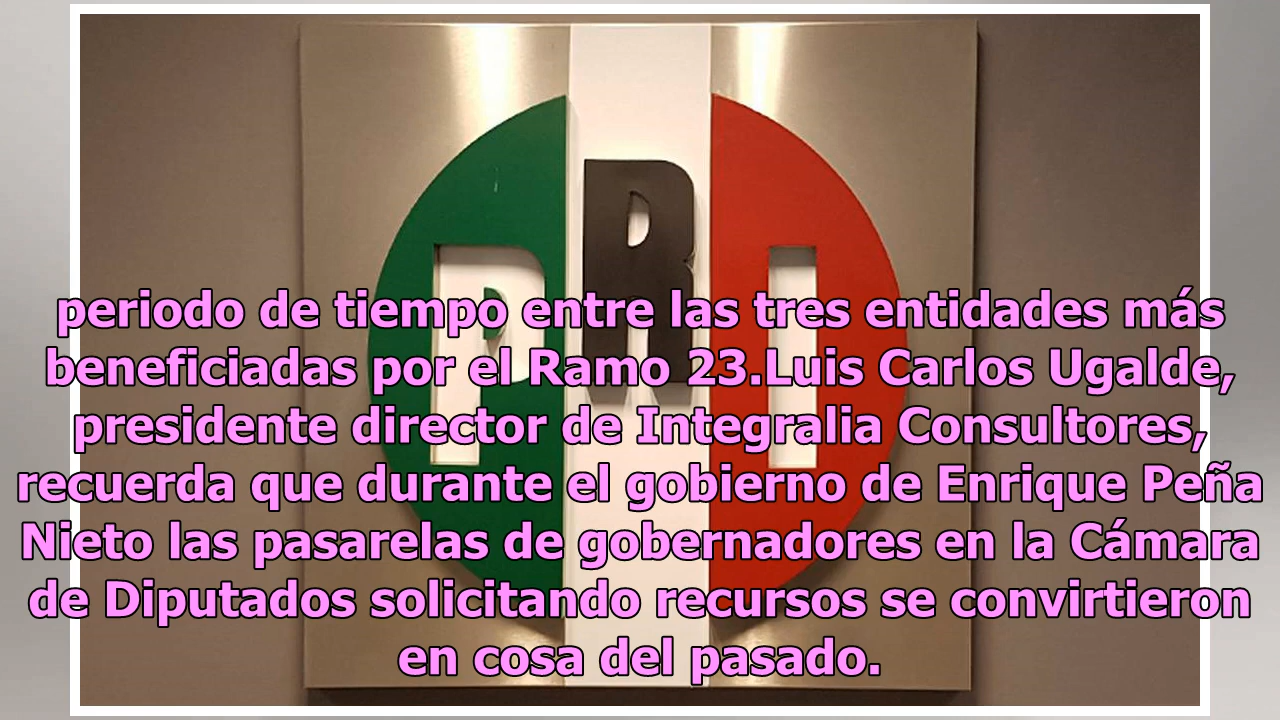 PRI
periodo de tiempo entre las tres entidades más
beneficiadas por el Ramo 23.Luis Carlos Ugalde,
presidente director de Integralia Consultores,
recuerda que durante el gobierno de Enrique Peña
Nieto las pasarelas de gobernadores en la Cámara
de Diputados solicitando recursos se convirtieron
en cosa del pasado.